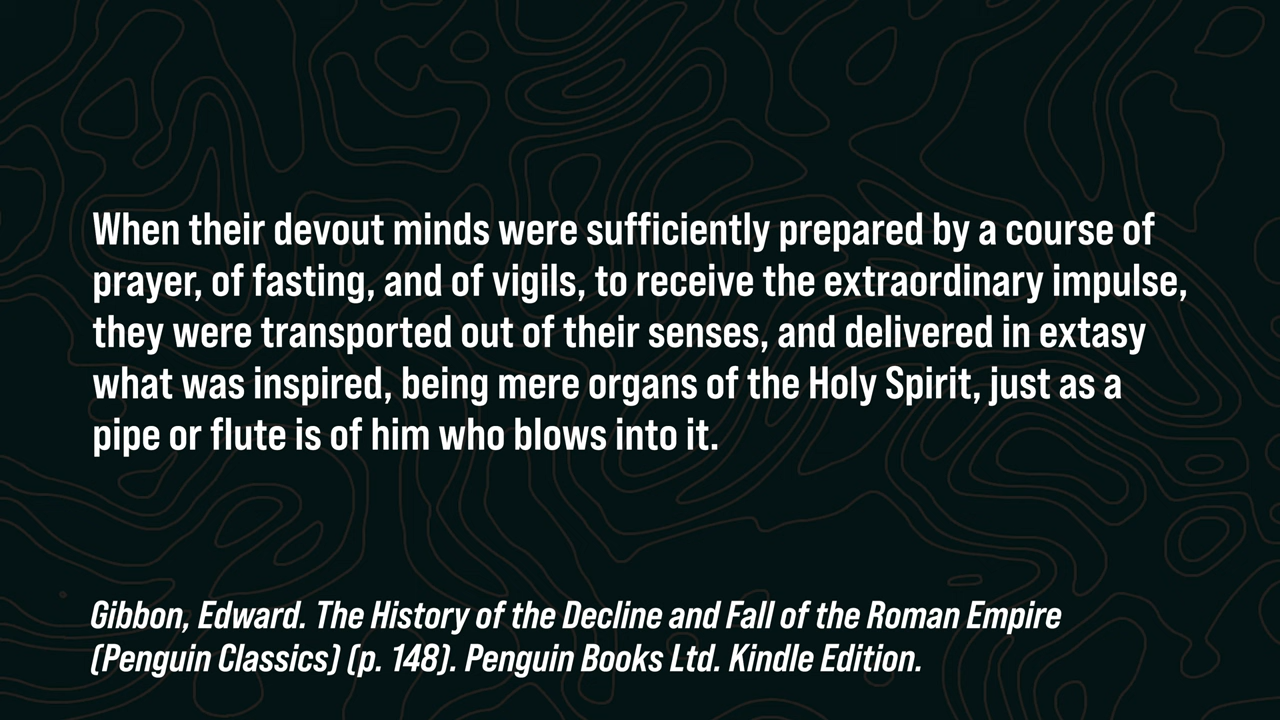 When their devout minds were sufficiently prepared by a course of
prayer, of fasting, and of vigils, to receive the extraordinary impulse,
they were transported out of their senses, and delivered in extasy
what was inspired, being mere organs of the Holy Spirit, just as a
pipe or flute is of him who blows into it.
Gibbon, Edward. The History of the Decline and Fall of the Roman Empire
(Penguin Classics) (p. 148). Penguin Books Ltd. Kindle Edition.